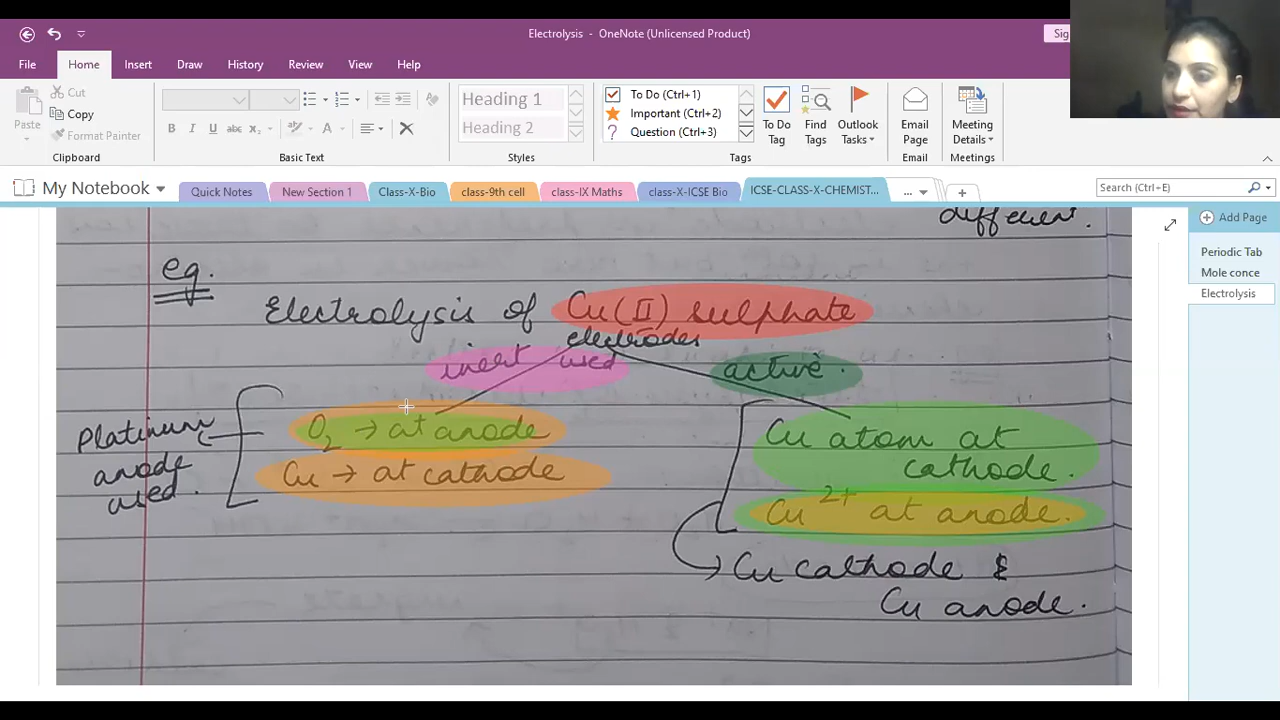 Electrolysis - OneNote (Unlicensed Product)
Sig
File Home Insert Draw History Review View Help
Paste
Cut
Copy
Format Painter
Clipboard
B I U abc x₂ A
Basic Text
Heading 1
Heading 2
Styles
To Do (Ctrl+1)
Important (Ctrl+2)
? Question (Ctrl+3)
To Do Tag
Find Tags
Outlook Tasks
Tags
Email Page
Email
Meeting Details
Meetings
My Notebook
Quick Notes
New Section 1
Class-X-Bio
class-9th cell
class-IX Maths
class-X-ICSE Bio
ICSE-CLASS-X-CHEMIST...
...
Search (Ctrl+E)
Add Page
Periodic Tab
Mole conce
Electrolysis
different.
eg.
Electrolysis of Cu(II) sulphate
electrodes
inert used
active.
Platinum
anode
used.
O₂ → at anode
Cu → at cathode
Cu atom at
cathode.
Cu²⁺ at anode.
Cu cathode &
Cu anode.